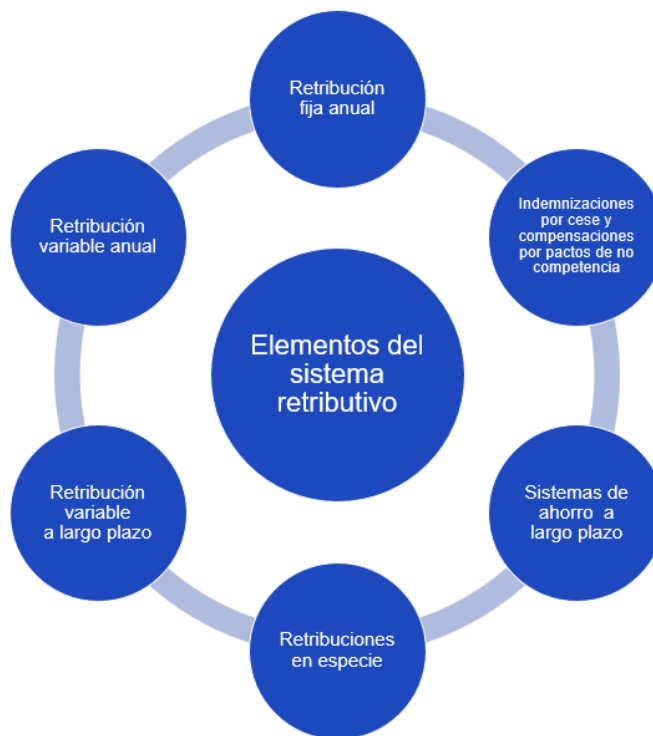 Retribución
fija anual
Indemnizaciones
por cese y
compensaciones
por pactos de no
competencia
Retribución
variable anual
Elementos del
sistema
retributivo
Sistemas de
ahorro a
largo plazo
Retribución
variable
a largo plazo
Retribuciones
en especie